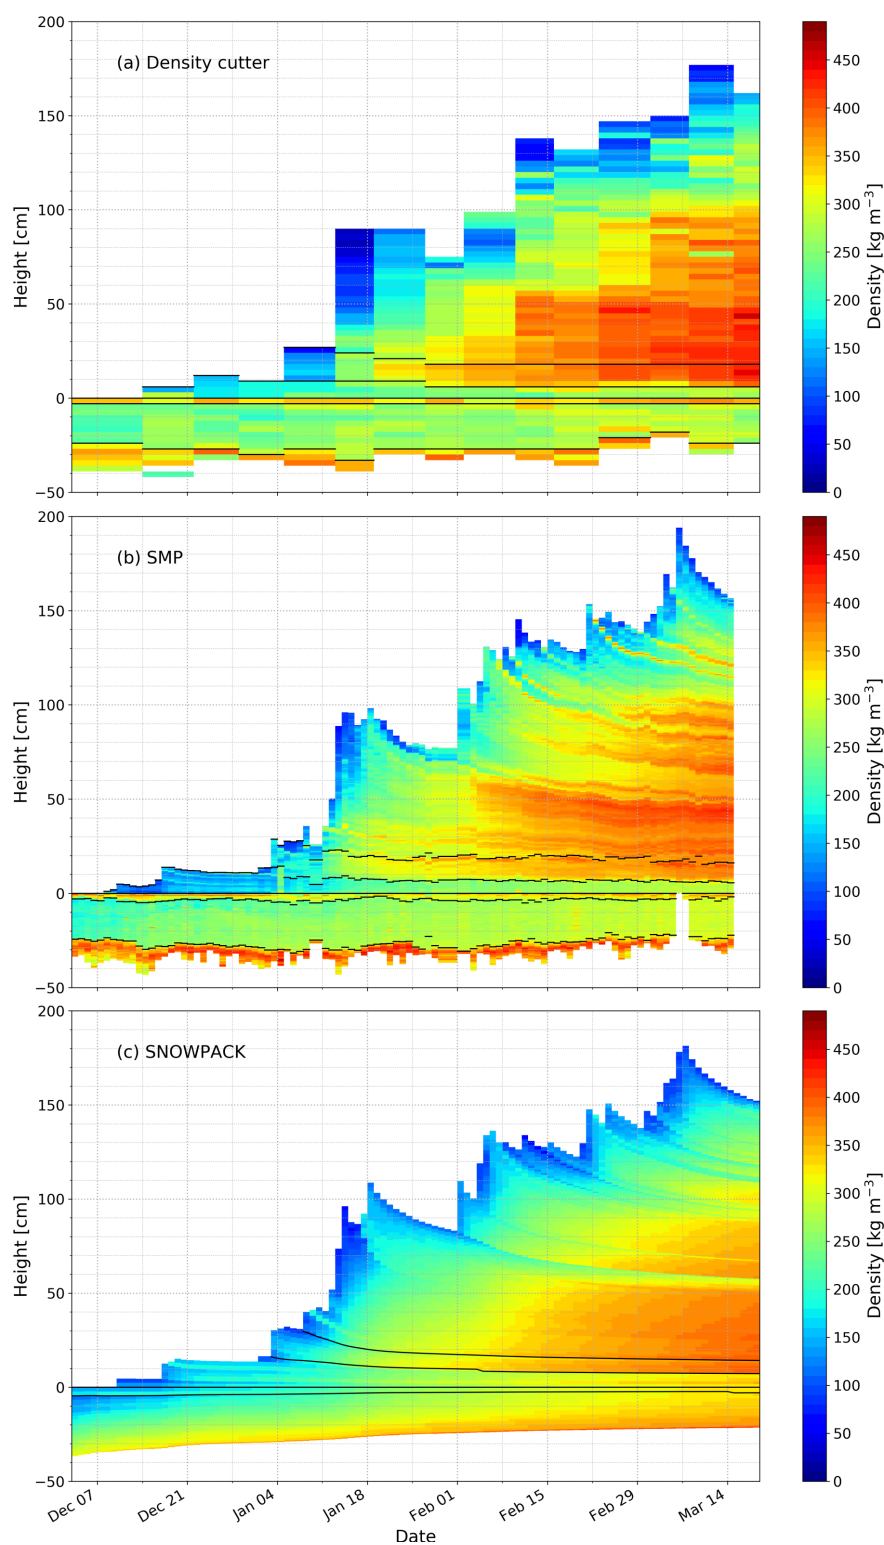 200
150
100
50
0
−50
Height [cm]
(a) Density cutter
450
400
350
300
250
200
150
100
50
0
Density [kg m⁻³]
200
150
100
50
0
−50
Height [cm]
(b) SMP
450
400
350
300
250
200
150
100
50
0
Density [kg m⁻³]
200
150
100
50
0
−50
Height [cm]
(c) SNOWPACK
450
400
350
300
250
200
150
100
50
0
Density [kg m⁻³]
Dec 07
Dec 21
Jan 04
Jan 18
Feb 01
Feb 15
Feb 29
Mar 14
Date